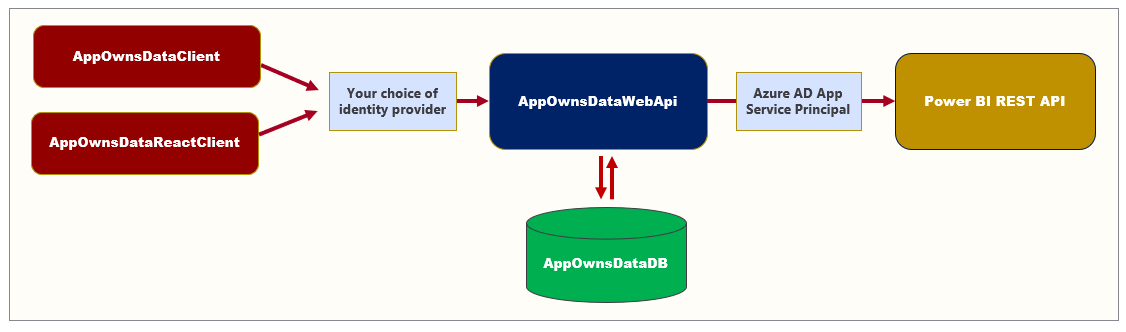 AppOwnsDataClient
AppOwnsDataReactClient
Your choice of
identity provider
AppOwnsDataWebApi
Azure AD App
Service Principal
Power BI REST API
AppOwnsDataDB